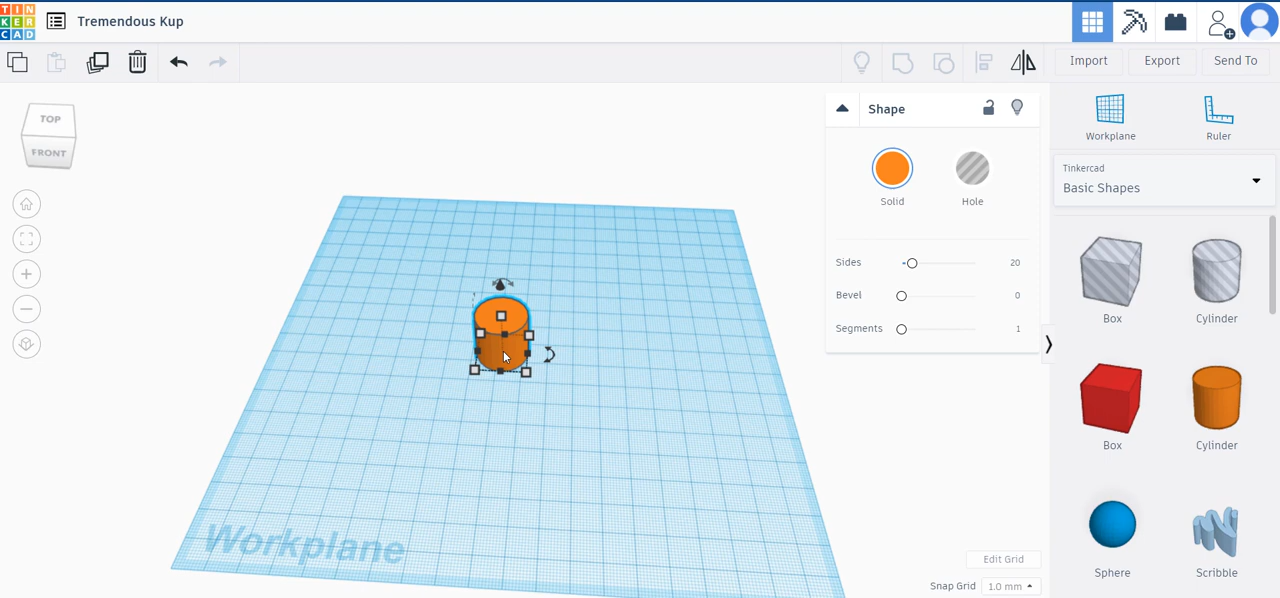 TIN
KER
CAD
Tremendous Kup
Import
Export
Send To
TOP
FRONT
Shape
Solid
Hole
Sides
20
Bevel
0
Segments
1
Workplane
Ruler
Tinkercad
Basic Shapes
Box
Cylinder
Box
Cylinder
Sphere
Scribble
Workplane
Edit Grid
Snap Grid
1.0 mm